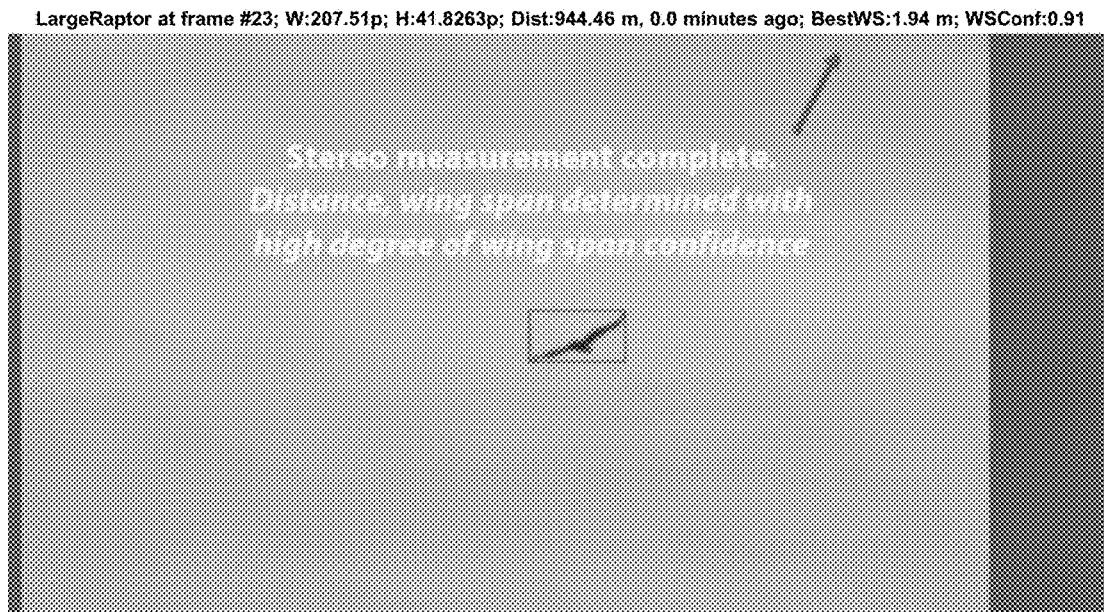 LargeRaptor at frame #23; W:207.51p; H:41.8263p; Dist:944.46 m, 0.0 minutes ago; BestWS:1.94 m; WSConf:0.91
Stereo measurement complete.
Distance, wing span determined with
high degree of wing span confidence